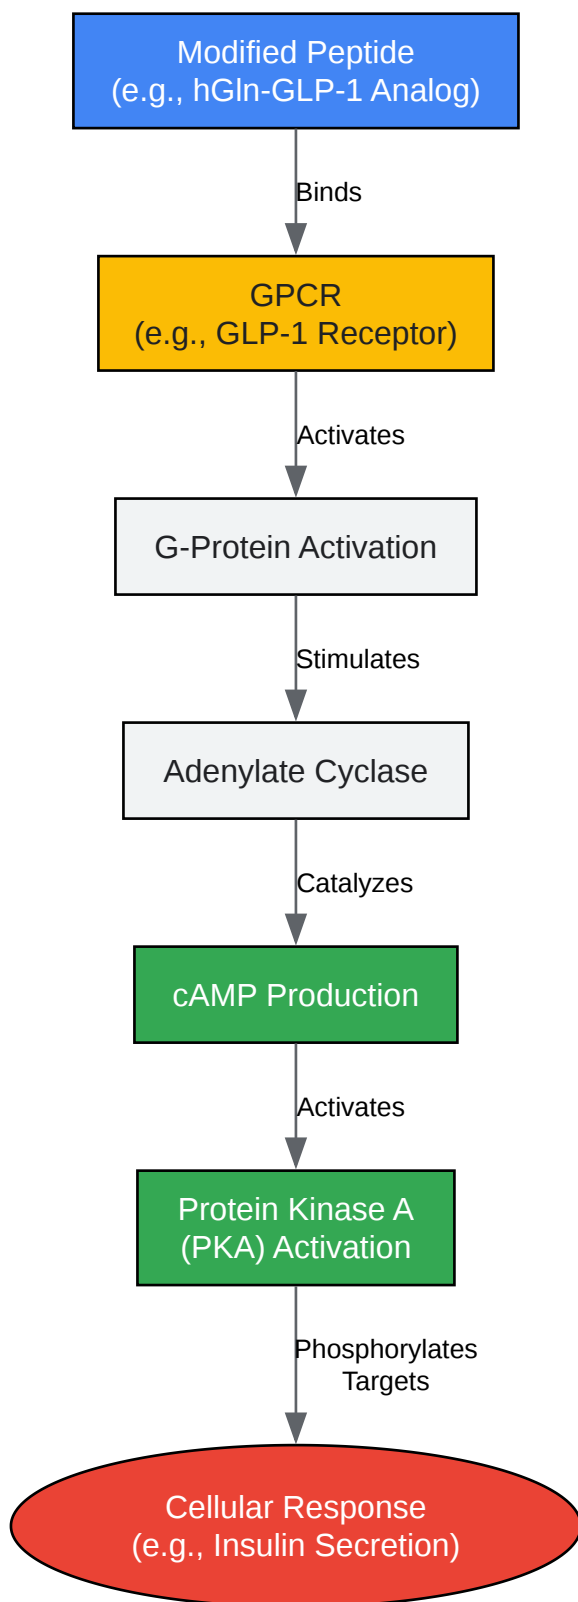 Modified Peptide
(e.g., hGln-GLP-1 Analog)
Binds
GPCR
(e.g., GLP-1 Receptor)
Activates
G-Protein Activation
Stimulates
Adenylate Cyclase
Catalyzes
cAMP Production
Activates
Protein Kinase A
(PKA) Activation
Phosphorylates
Targets
Cellular Response
(e.g., Insulin Secretion)